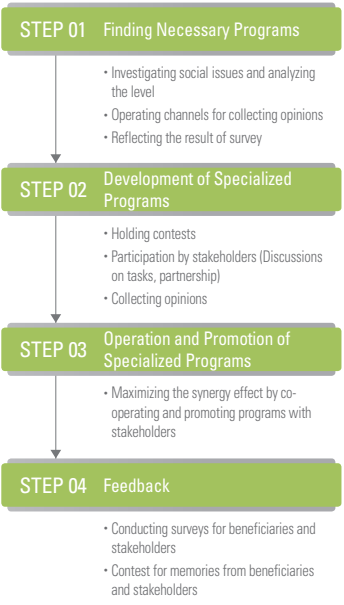 STEP 01 Finding Necessary Programs
• Investigating social issues and analyzing
the level
• Operating channels for collecting opinions
• Reflecting the result of survey
STEP 02 Development of Specialized
Programs
• Holding contests
• Participation by stakeholders (Discussions
on tasks, partnership)
• Collecting opinions
STEP 03 Operation and Promotion of
Specialized Programs
• Maximizing the synergy effect by co-
operating and promoting programs with
stakeholders
STEP 04 Feedback
• Conducting surveys for beneficiaries and
stakeholders
• Contest for memories from beneficiaries
and stakeholders